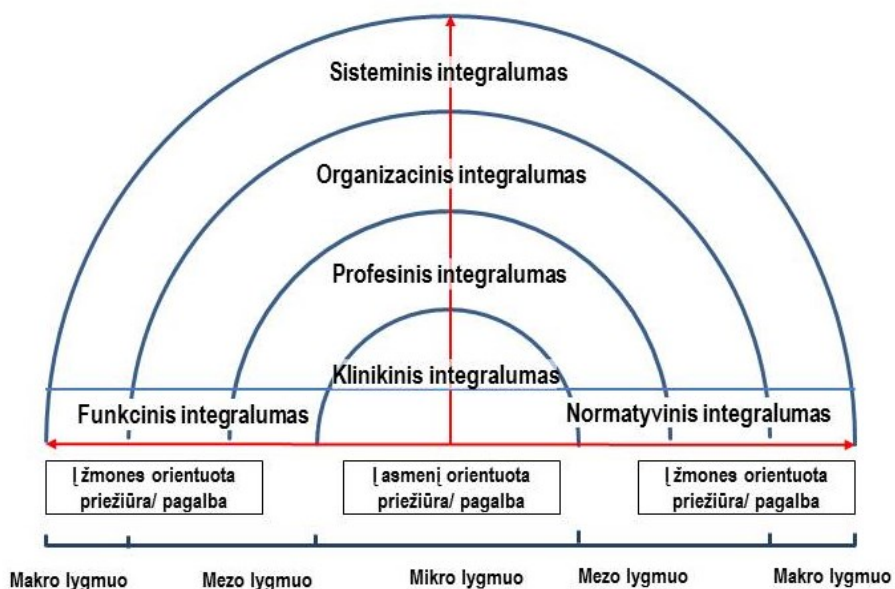 Sisteminis integralumas
Organizacinis integralumas
Profesinis integralumas
Klinikinis integralumas
Funkcinis integralumas
Normatyvinis integralumas
Į žmones orientuota
priežiūra/ pagalba
Į asmenį orientuota
priežiūra/ pagalba
Į žmones orientuota
priežiūra/ pagalba
Makro lygmuo
Mezo lygmuo
Mikro lygmuo
Mezo lygmuo
Makro lygmuo